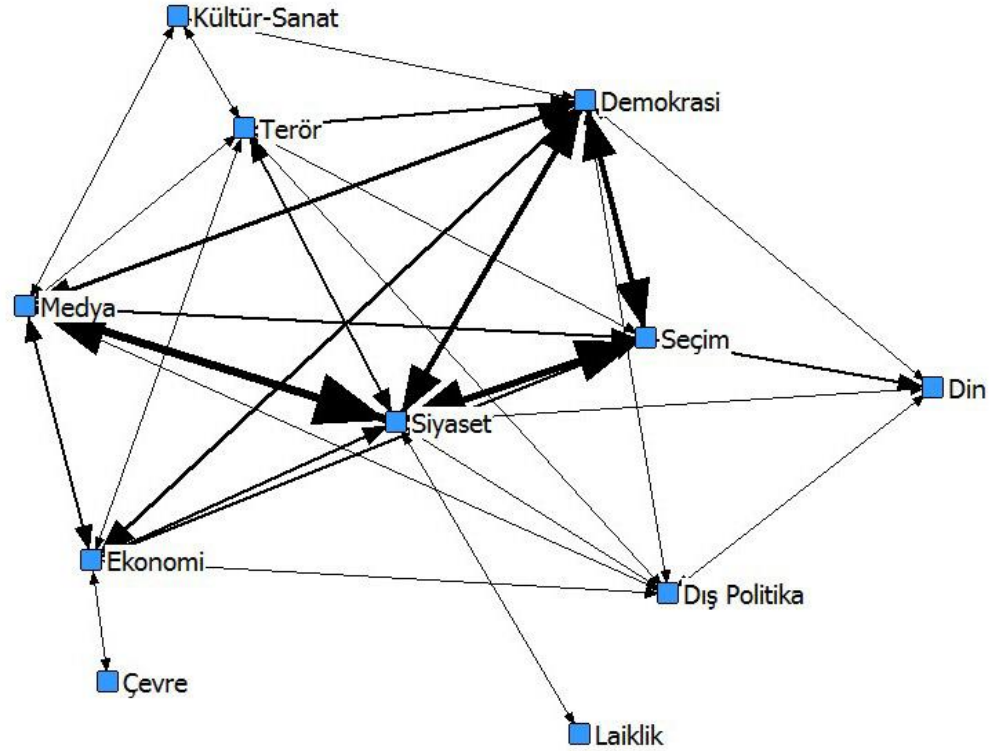 Kültür-Sanat
Demokrasi
Terör
Medya
Seçim
Din
Siyaset
Ekonomi
Dış Politika
Çevre
Laiklik